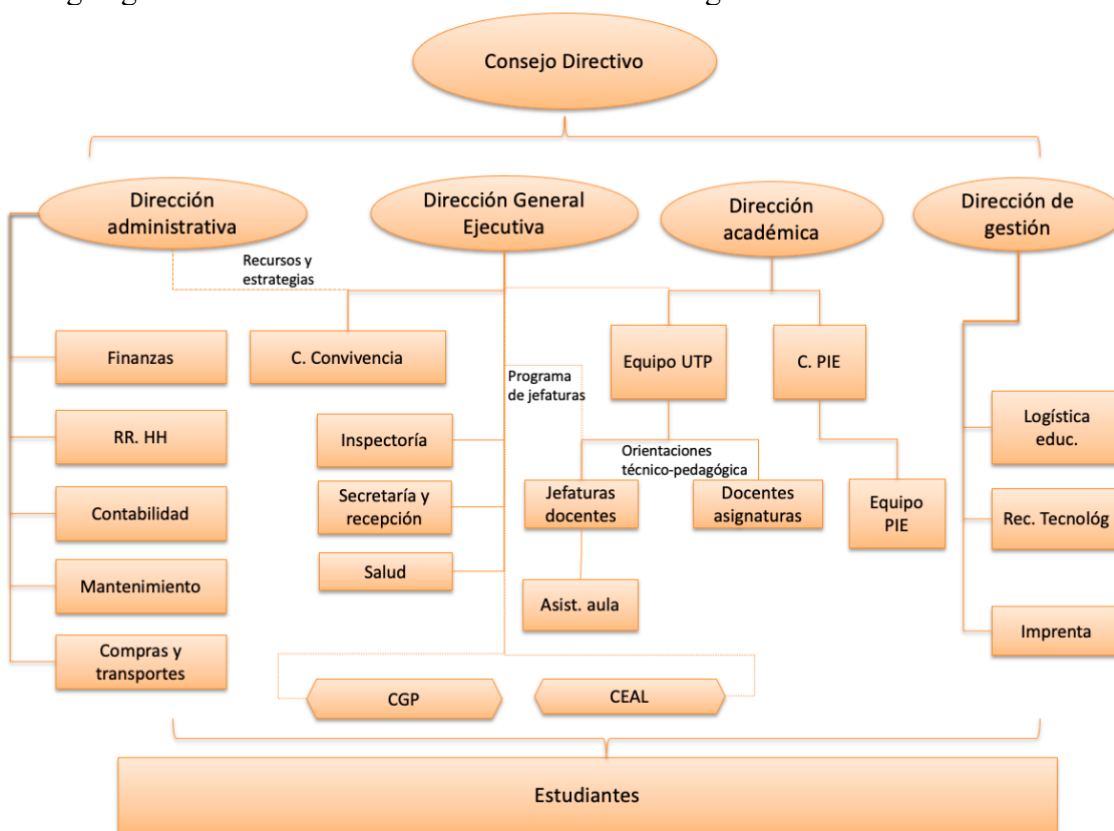 Consejo Directivo
Dirección
administrativa
Dirección General
Ejecutiva
Dirección
académica
Dirección de
gestión
Recursos y
estrategias
Finanzas
C. Convivencia
Equipo UTP
C. PIE
Programa
de jefaturas
Logística
educ.
RR. HH
Inspectoría
Orientaciones
técnico-pedagógica
Contabilidad
Secretaría y
recepción
Jefaturas
docentes
Docentes
asignaturas
Equipo
PIE
Rec. Tecnológ
Mantenimiento
Salud
Asist. aula
Imprenta
Compras y
transportes
CGP
CEAL
Estudiantes